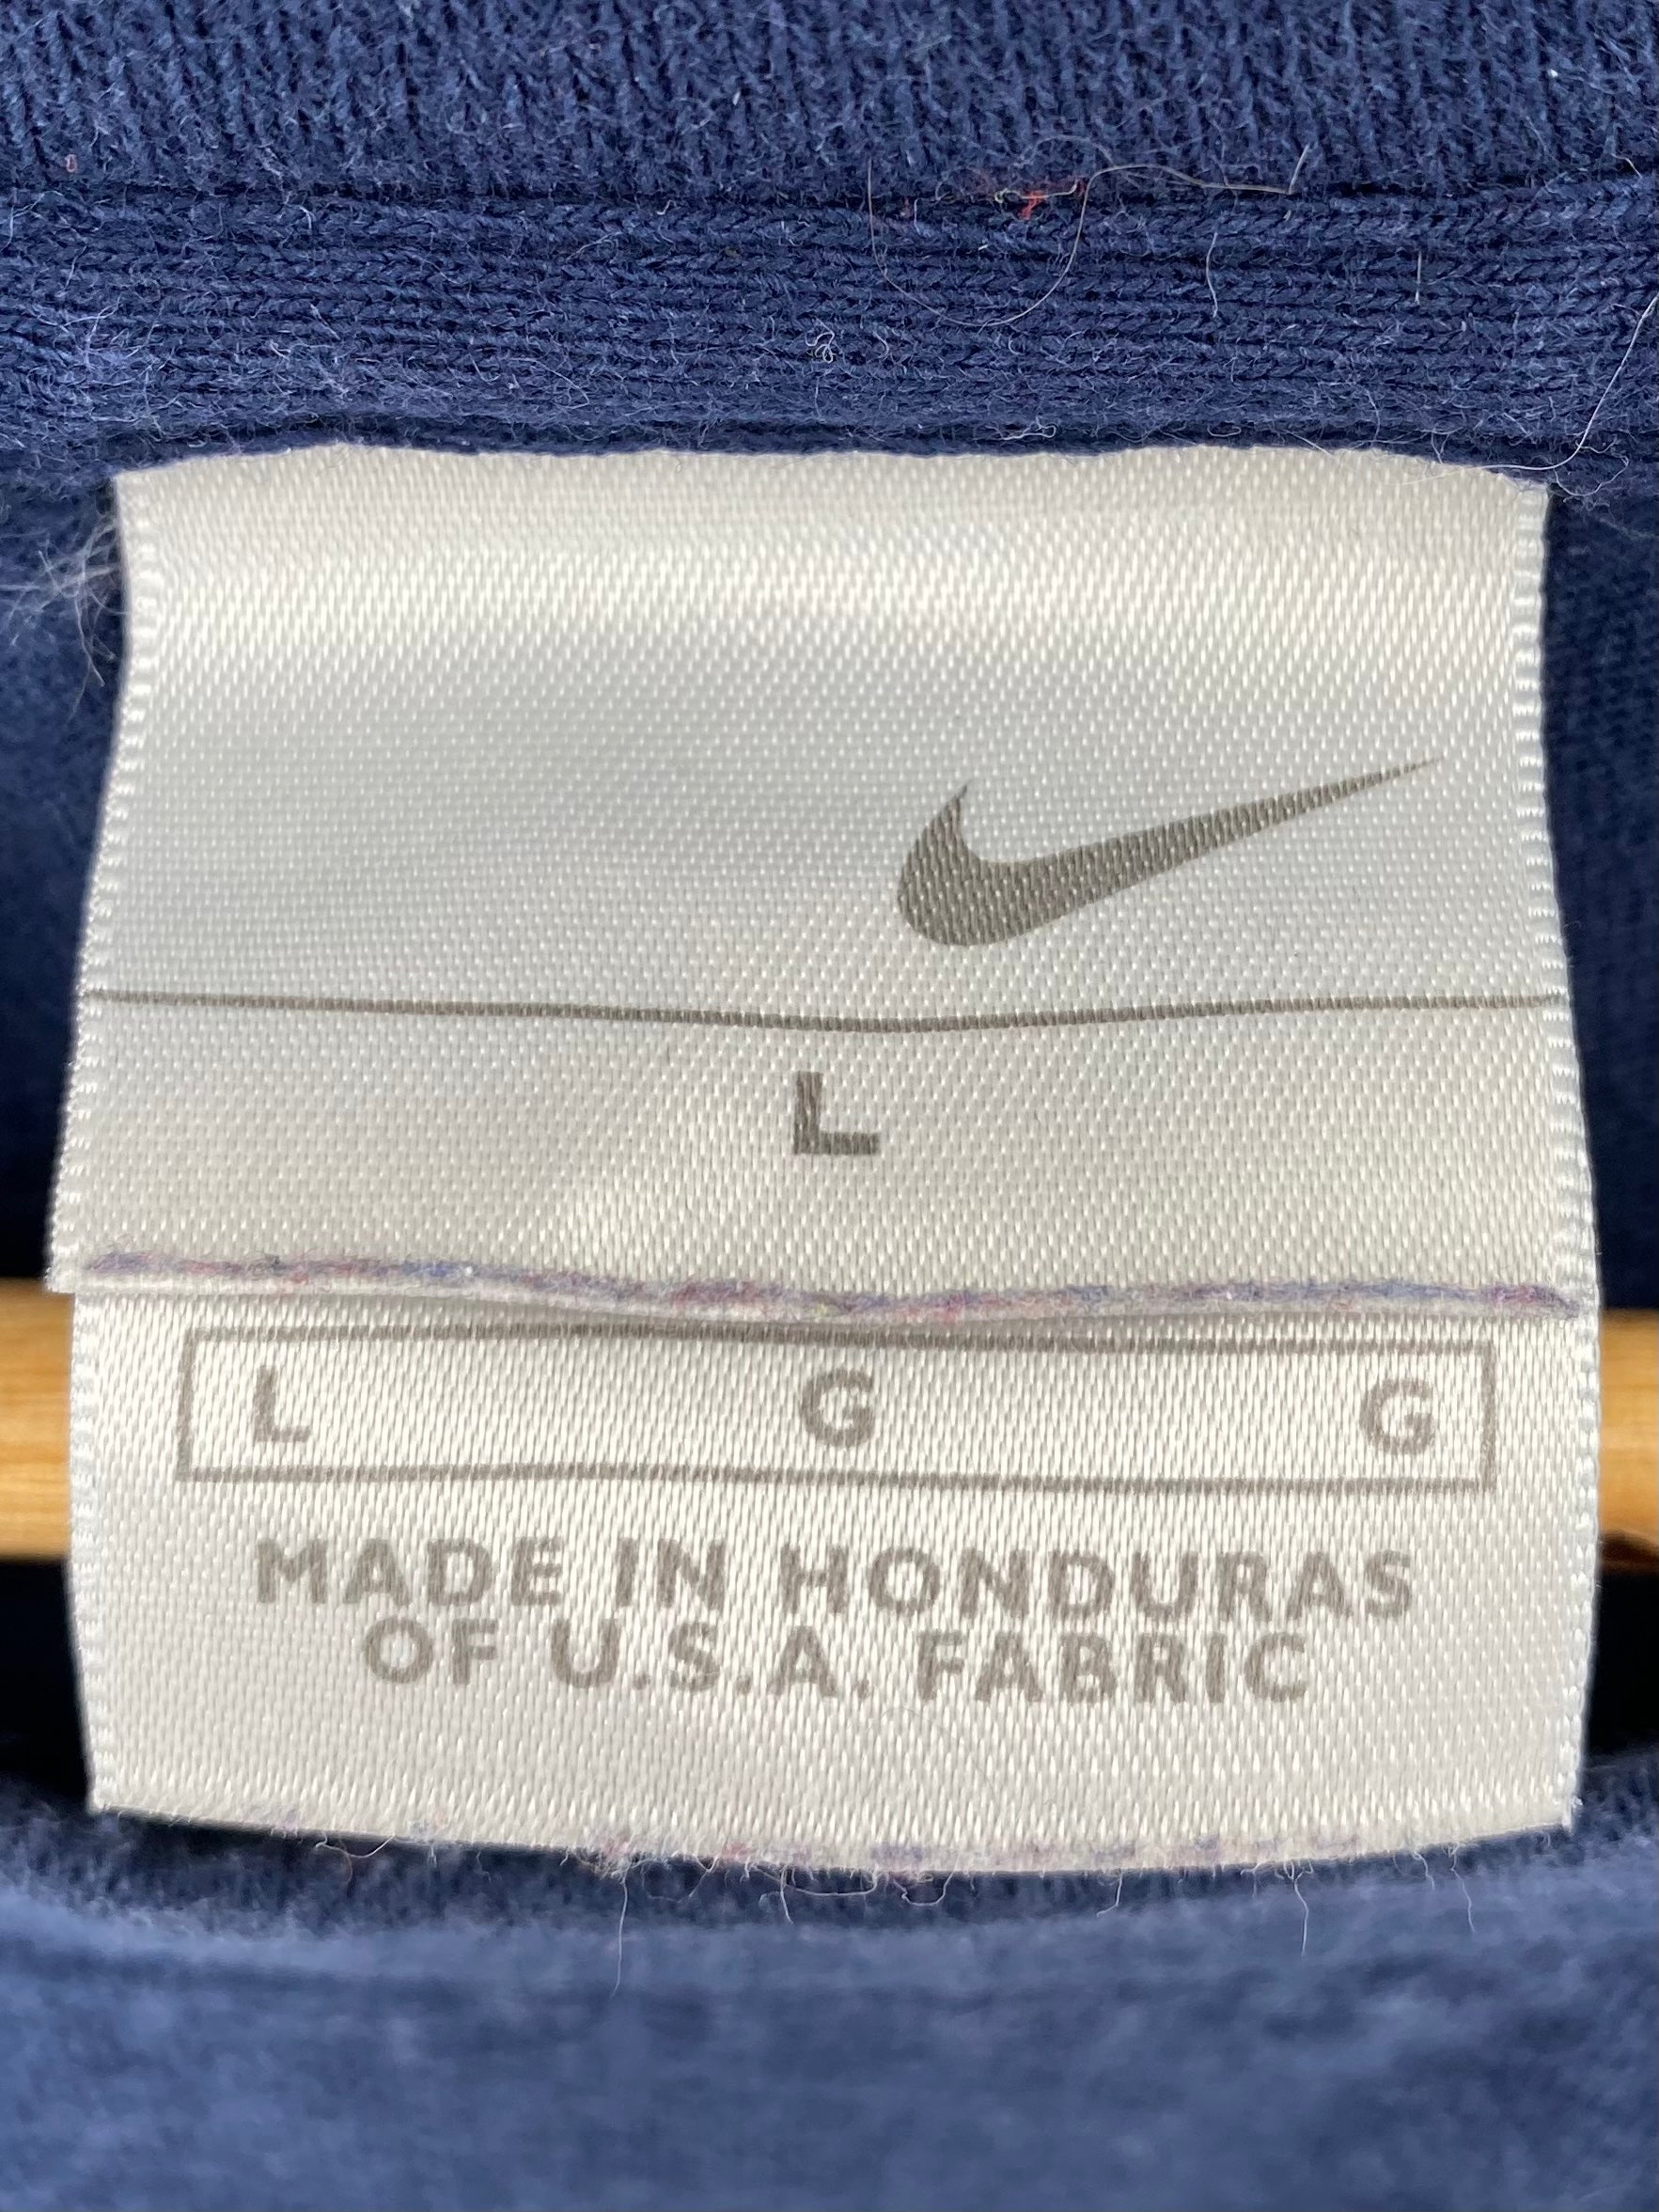 L
L G G
MADE IN HONDURAS
OF U.S.A. FABRIC